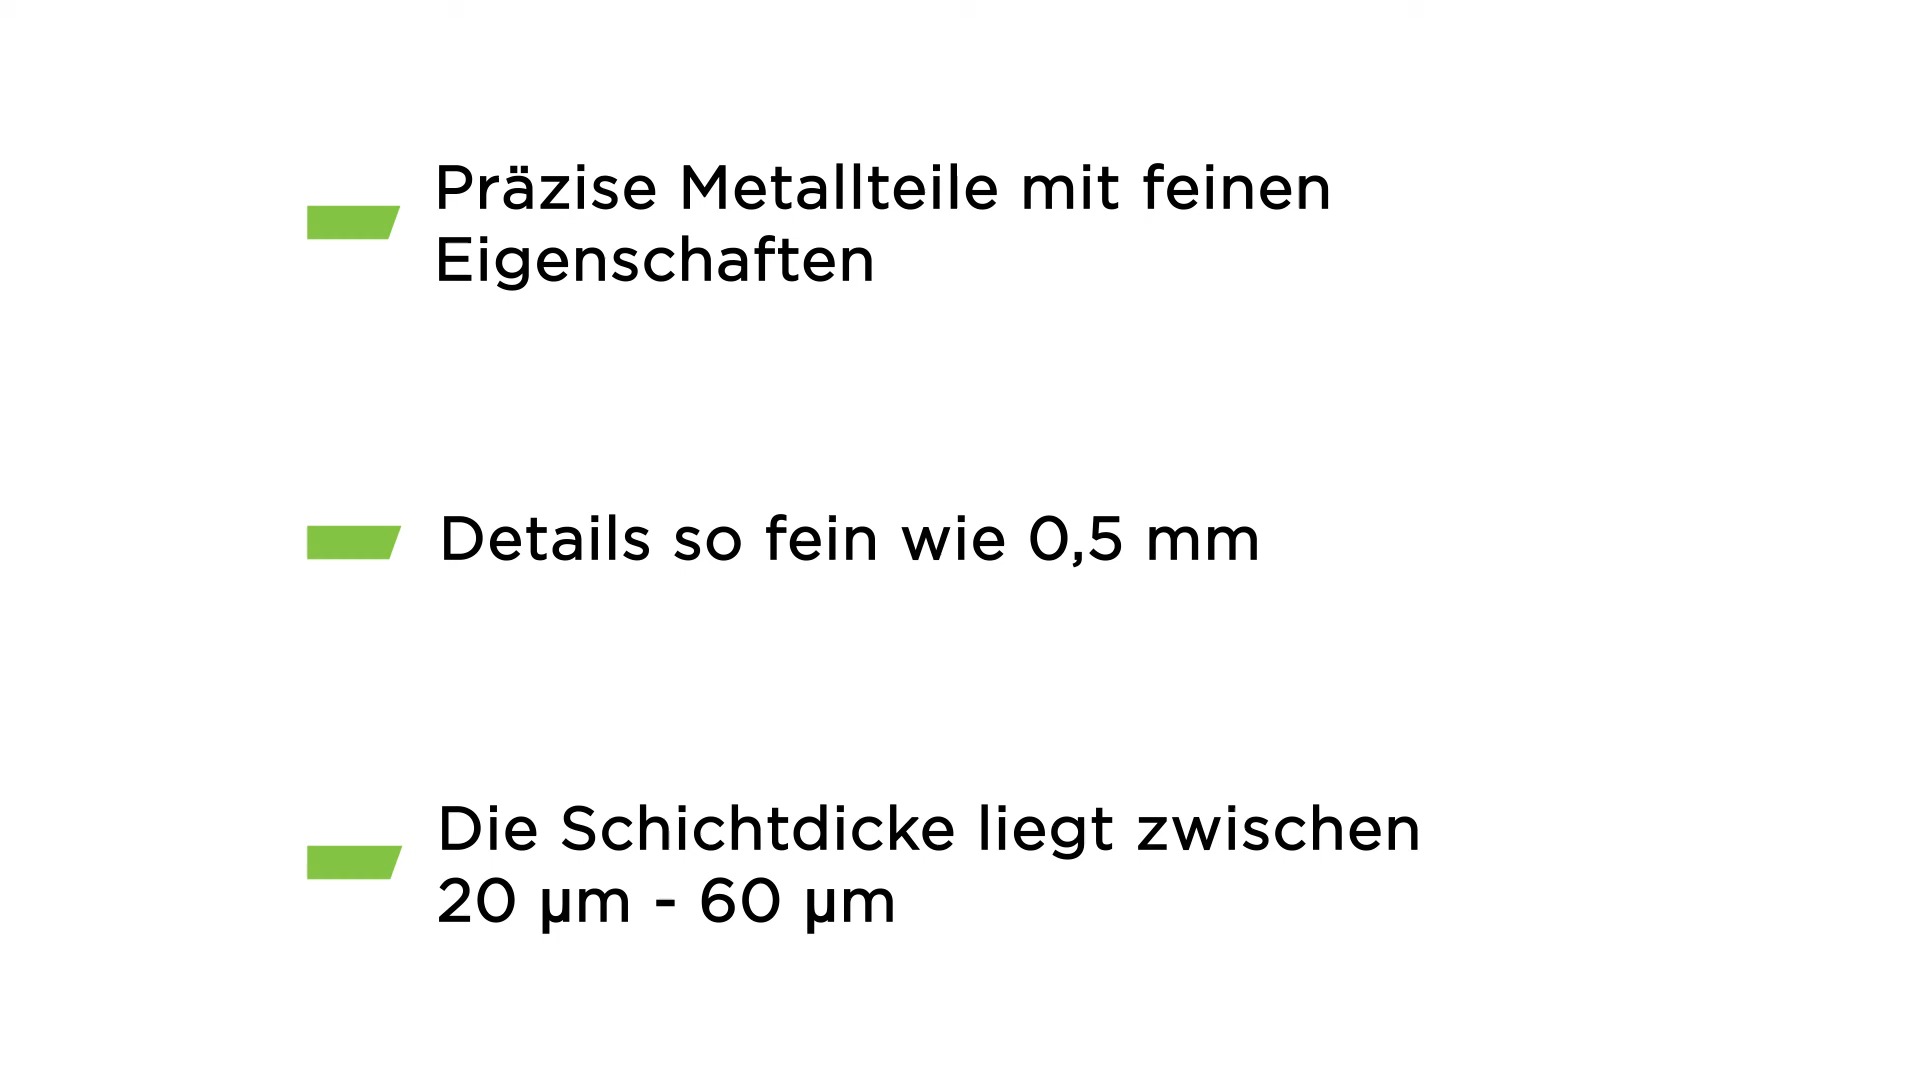 Präzise Metallteile mit feinen
Eigenschaften
Details so fein wie 0,5 mm
Die Schichtdicke liegt zwischen
20 µm - 60 µm